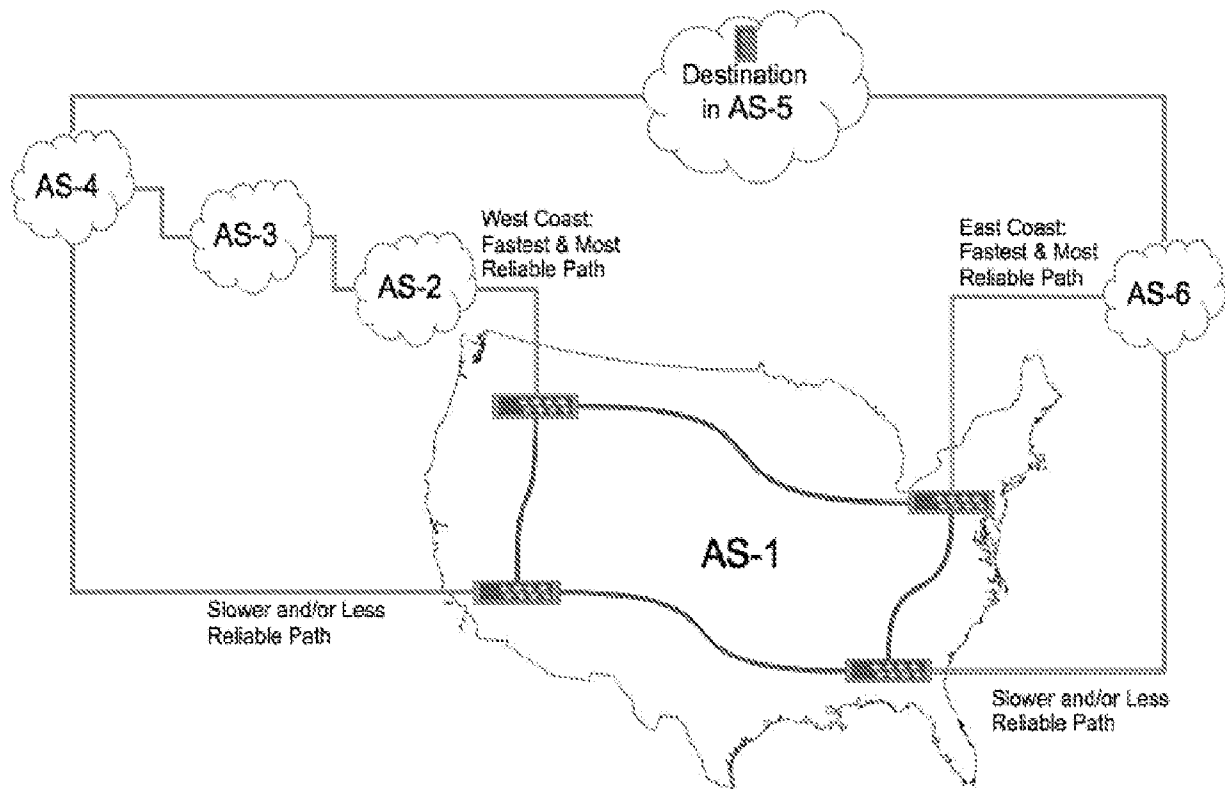 Destination
in AS-5
AS-4
AS-3
AS-2
West Coast:
Fastest & Most
Reliable Path
East Coast:
Fastest & Most
Reliable Path
AS-6
AS-1
Slower and/or Less
Reliable Path
Slower and/or Less
Reliable Path